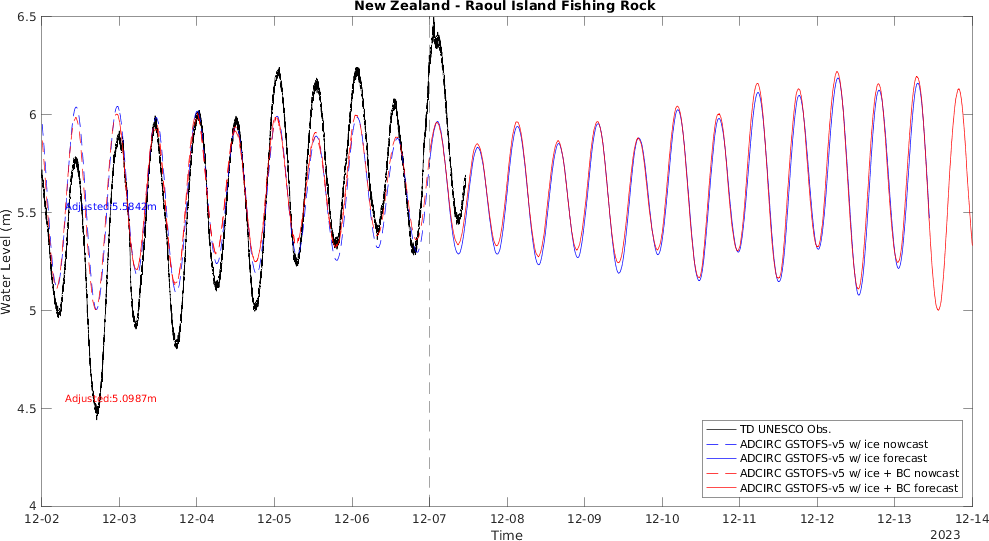 New Zealand - Raoul Island Fishing Rock
6.5
6
5.5
5
4.5
4
Water Level (m)
Adjusted:5.5842m
Adjusted:5.0987m
TD UNESCO Obs.
ADCIRC GSTOFS-v5 w/ ice nowcast
ADCIRC GSTOFS-v5 w/ ice forecast
ADCIRC GSTOFS-v5 w/ ice + BC nowcast
ADCIRC GSTOFS-v5 w/ ice + BC forecast
12-02 12-03 12-04 12-05 12-06 12-07 12-08 12-09 12-10 12-11 12-12 12-13 12-14
Time
2023